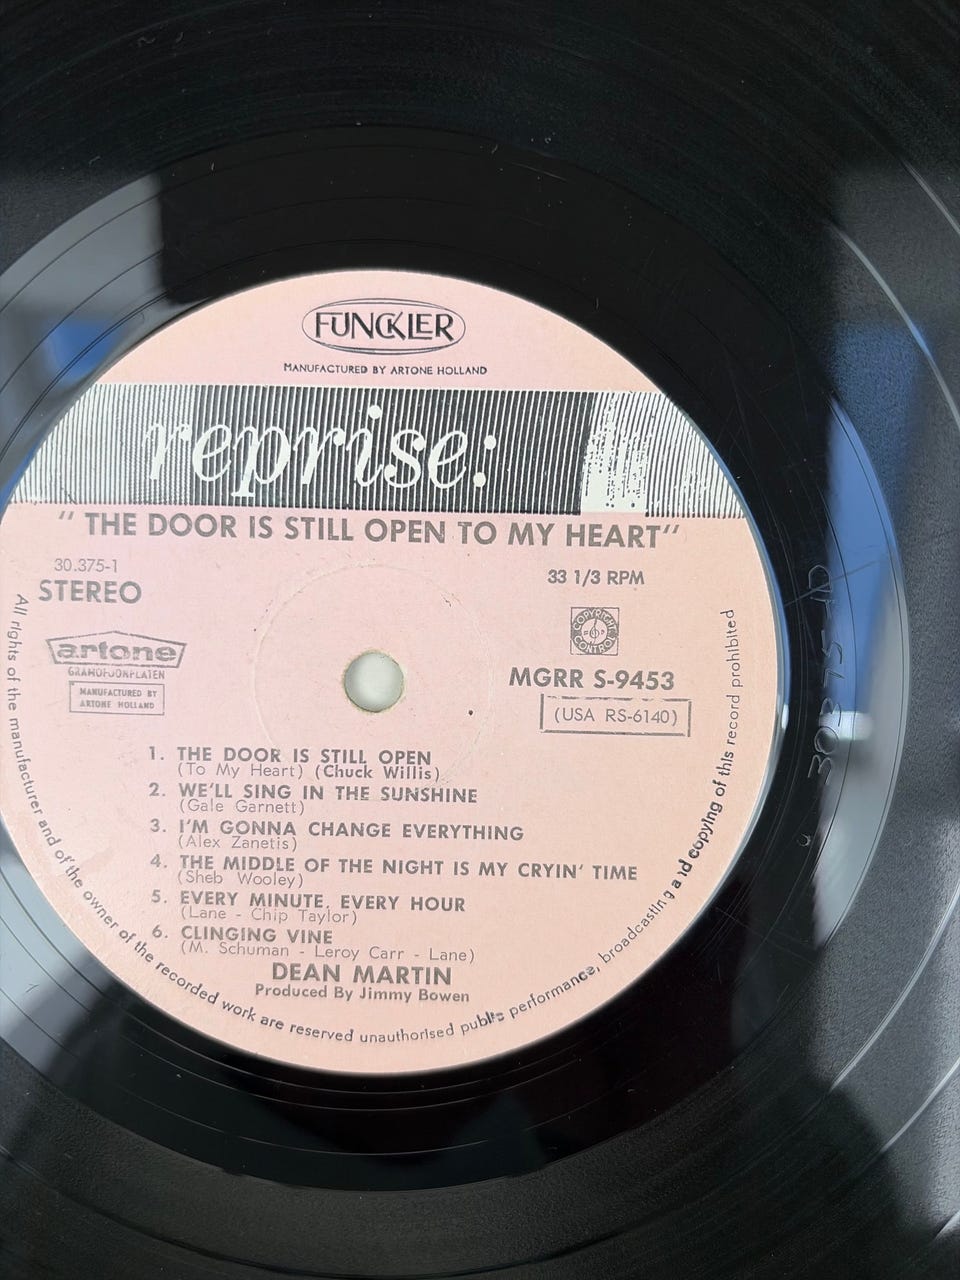 FUNCKLER
MANUFACTURED BY ARTONE HOLLAND
reprise:
"THE DOOR IS STILL OPEN TO MY HEART"
30.375-1
STEREO
33 1/3 RPM
COPYRIGHT
CONTROL
artone
GRAMOFOONPLATEN
MANUFACTURED BY
ARTONE HOLLAND
MGRR S-9453
(USA RS-6140)
1. THE DOOR IS STILL OPEN
(To My Heart) (Chuck Willis)
2. WE'LL SING IN THE SUNSHINE
(Gale Garnett)
3. I'M GONNA CHANGE EVERYTHING
(Alex Zanetis)
4. THE MIDDLE OF THE NIGHT IS MY CRYIN' TIME
(Sheb Wooley)
5. EVERY MINUTE, EVERY HOUR
(Lane - Chip Taylor)
6. CLINGING VINE
(M. Schuman - Leroy Carr - Lane)
DEAN MARTIN
Produced By Jimmy Bowen
All rights of the manufacturer and of the owner of the recorded work are reserved unauthorised public performance, broadcasting and copying of this record prohibited